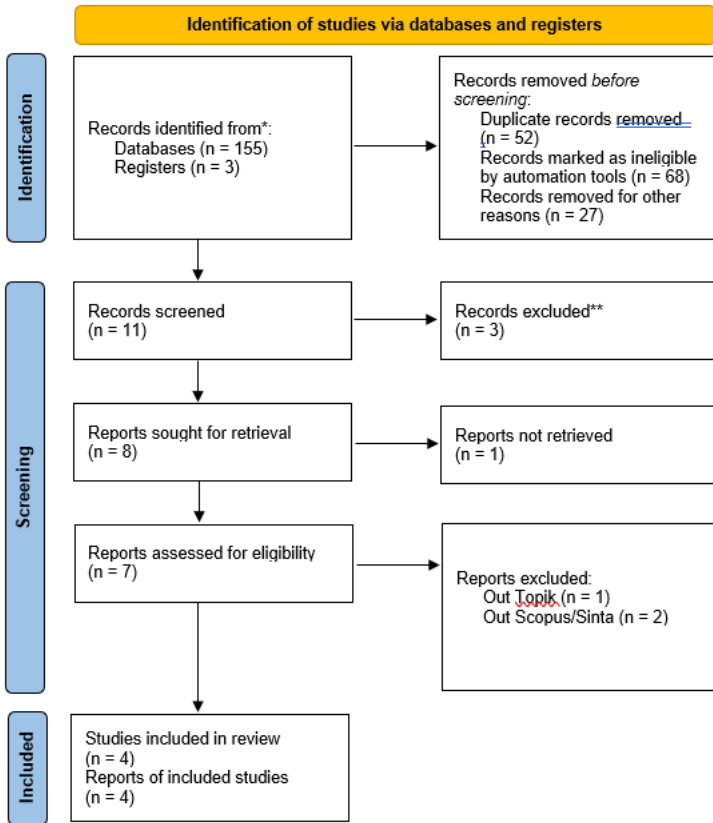 Identification of studies via databases and registers
Identification
Records identified from*:
Databases (n = 155)
Registers (n = 3)
Records removed before
screening:
Duplicate records removed
(n = 52)
Records marked as ineligible
by automation tools (n = 68)
Records removed for other
reasons (n = 27)
Screening
Records screened
(n = 11)
Records excluded**
(n = 3)
Reports sought for retrieval
(n = 8)
Reports not retrieved
(n = 1)
Reports assessed for eligibility
(n = 7)
Reports excluded:
Out Topik (n = 1)
Out Scopus/Sinta (n = 2)
Included
Studies included in review
(n = 4)
Reports of included studies
(n = 4)